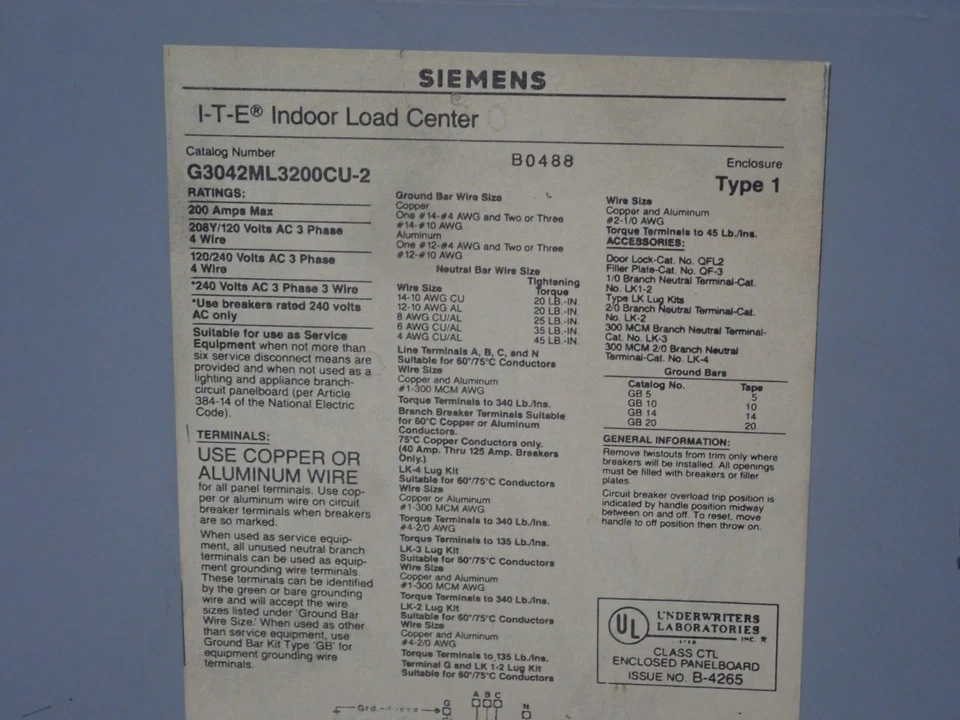 SIEMENS
I-T-E® Indoor Load Center
Catalog Number
G3042ML3200CU-2
B0488
Enclosure
Type 1
RATINGS:
200 Amps Max
208Y/120 Volts AC 3 Phase
4 Wire
120/240 Volts AC 3 Phase
4 Wire
*240 Volts AC 3 Phase 3 Wire
*Use breakers rated 240 volts
AC only
Suitable for use as Service
Equipment when not more than
six service disconnect means are
provided and when not used as a
lighting and appliance branch-
circuit panelboard (per Article
384-14 of the National Electric
Code).
TERMINALS:
USE COPPER OR
ALUMINUM WIRE
for all panel terminals. Use cop-
per or aluminum wire on circuit
breaker terminals when breakers
are so marked.
When used as service equip-
ment, all unused neutral branch
terminals can be used as equip-
ment grounding wire terminals.
These terminals can be identified
by the green or bare grounding
wire and will accept the wire
sizes listed under 'Ground Bar
Wire Size.' When used as other
than service equipment, use
Ground Bar Kit Type 'GB' for
equipment grounding wire
terminals.
Ground Bar Wire Size
Copper
One #14-#4 AWG and Two or Three
#14-#10 AWG
Aluminum
One #12-#4 AWG and Two or Three
#12-#10 AWG
Neutral Bar Wire Size
Wire Size Tightening Torque
14-10 AWG CU 20 LB.-IN.
12-10 AWG AL 20 LB.-IN.
8 AWG CU/AL 25 LB.-IN.
6 AWG CU/AL 35 LB.-IN.
4 AWG CU/AL 45 LB.-IN.
Line Terminals A, B, C, and N
Suitable for 60°/75°C Conductors
Wire Size
Copper and Aluminum
#1-300 MCM AWG
Torque Terminals to 340 Lb./Ins.
Branch Breaker Terminals Suitable
for 60°C Copper or Aluminum
Conductors.
75°C Copper Conductors only.
(40 Amp. Thru 125 Amp. Breakers
Only.)
LK-4 Lug Kit
Suitable for 60°/75°C Conductors
Wire Size
Copper or Aluminum
#1-300 MCM AWG
Torque Terminals to 340 Lb./Ins.
#4-2/0 AWG
Torque Terminals to 135 Lb./Ins.
LK-3 Lug Kit
Suitable for 60°/75°C Conductors
Wire Size
Copper and Aluminum
#1-300 MCM AWG
Torque Terminals to 340 Lb./Ins.
LK-2 Lug Kit
Suitable for 60°/75°C Conductors
Wire Size
Copper and Aluminum
#4-2/0 AWG
Torque Terminals to 135 Lb./Ins.
Terminal G and LK 1-2 Lug Kit
Suitable for 60°/75°C Conductors
Grd.
G
A B C
N
Wire Size
Copper and Aluminum
#2-1/0 AWG
Torque Terminals to 45 Lb./Ins.
ACCESSORIES:
Door Lock-Cat. No. QFL2
Filler Plate-Cat. No. QF-3
1/0 Branch Neutral Terminal-Cat.
No. LK1-2
Type LK Lug Kits
2/0 Branch Neutral Terminal-Cat.
No. LK-2
300 MCM Branch Neutral Terminal-
Cat. No. LK-3
300 MCM 2/0 Branch Neutral
Terminal-Cat. No. LK-4
Ground Bars
Catalog No. Tape
GB 5 5
GB 10 10
GB 14 14
GB 20 20
GENERAL INFORMATION:
Remove twistouts from trim only where
breakers will be installed. All openings
must be filled with breakers or filler
plates.
Circuit breaker overload trip position is
indicated by handle position midway
between on and off. To reset, move
handle to off position then throw on.
UL
UNDERWRITERS
LABORATORIES
INC. ®
CLASS CTL
ENCLOSED PANELBOARD
ISSUE NO. B-4265